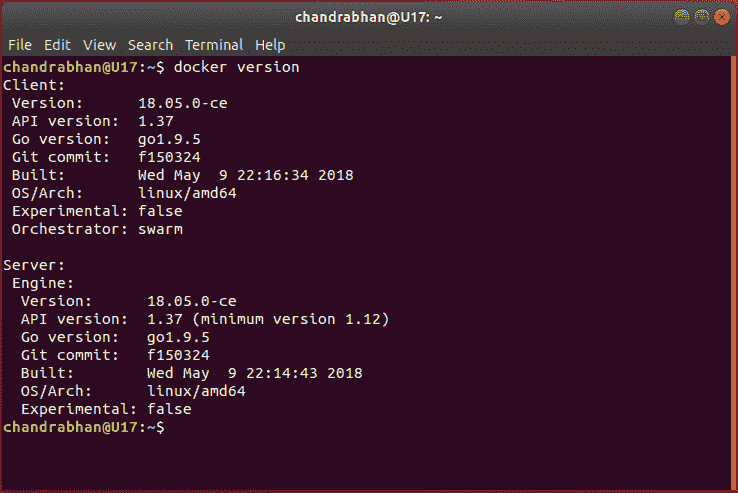 chandrabhan@U17: ~
File Edit View Search Terminal Help
chandrabhan@U17:~$ docker version
Client:
 Version:      18.05.0-ce
 API version:  1.37
 Go version:   go1.9.5
 Git commit:   f150324
 Built:        Wed May  9 22:16:34 2018
 OS/Arch:      linux/amd64
 Experimental: false
 Orchestrator: swarm

Server:
 Engine:
  Version:      18.05.0-ce
  API version:  1.37 (minimum version 1.12)
  Go version:   go1.9.5
  Git commit:   f150324
  Built:        Wed May  9 22:14:43 2018
  OS/Arch:      linux/amd64
  Experimental: false
chandrabhan@U17:~$